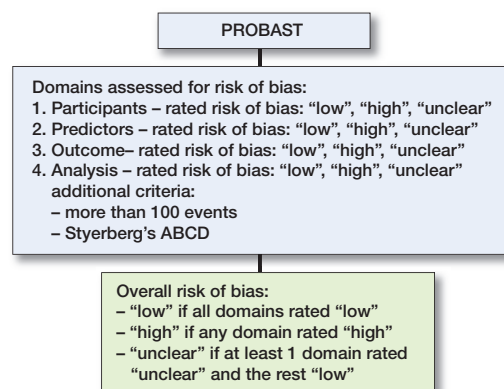 PROBAST
Domains assessed for risk of bias:
1. Participants – rated risk of bias: “low”, “high”, “unclear”
2. Predictors – rated risk of bias: “low”, “high”, “unclear”
3. Outcome– rated risk of bias: “low”, “high”, “unclear”
4. Analysis – rated risk of bias: “low”, “high”, “unclear”
additional criteria:
– more than 100 events
– Styerberg’s ABCD
Overall risk of bias:
– “low” if all domains rated “low”
– “high” if any domain rated “high”
– “unclear” if at least 1 domain rated
“unclear” and the rest “low”